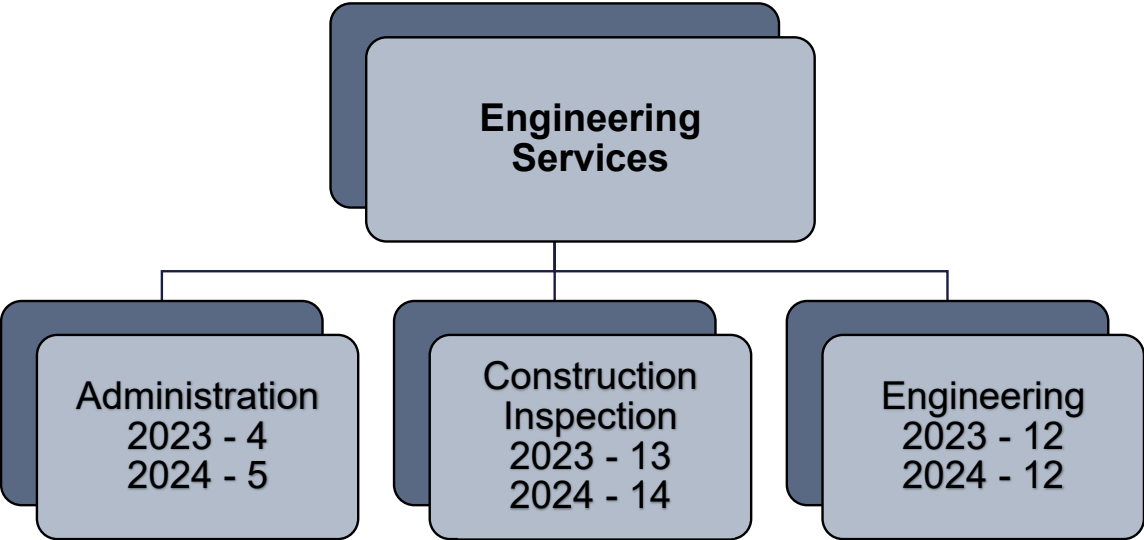 Engineering
Services
Administration
2023 - 4
2024 - 5
Construction
Inspection
2023 - 13
2024 - 14
Engineering
2023 - 12
2024 - 12